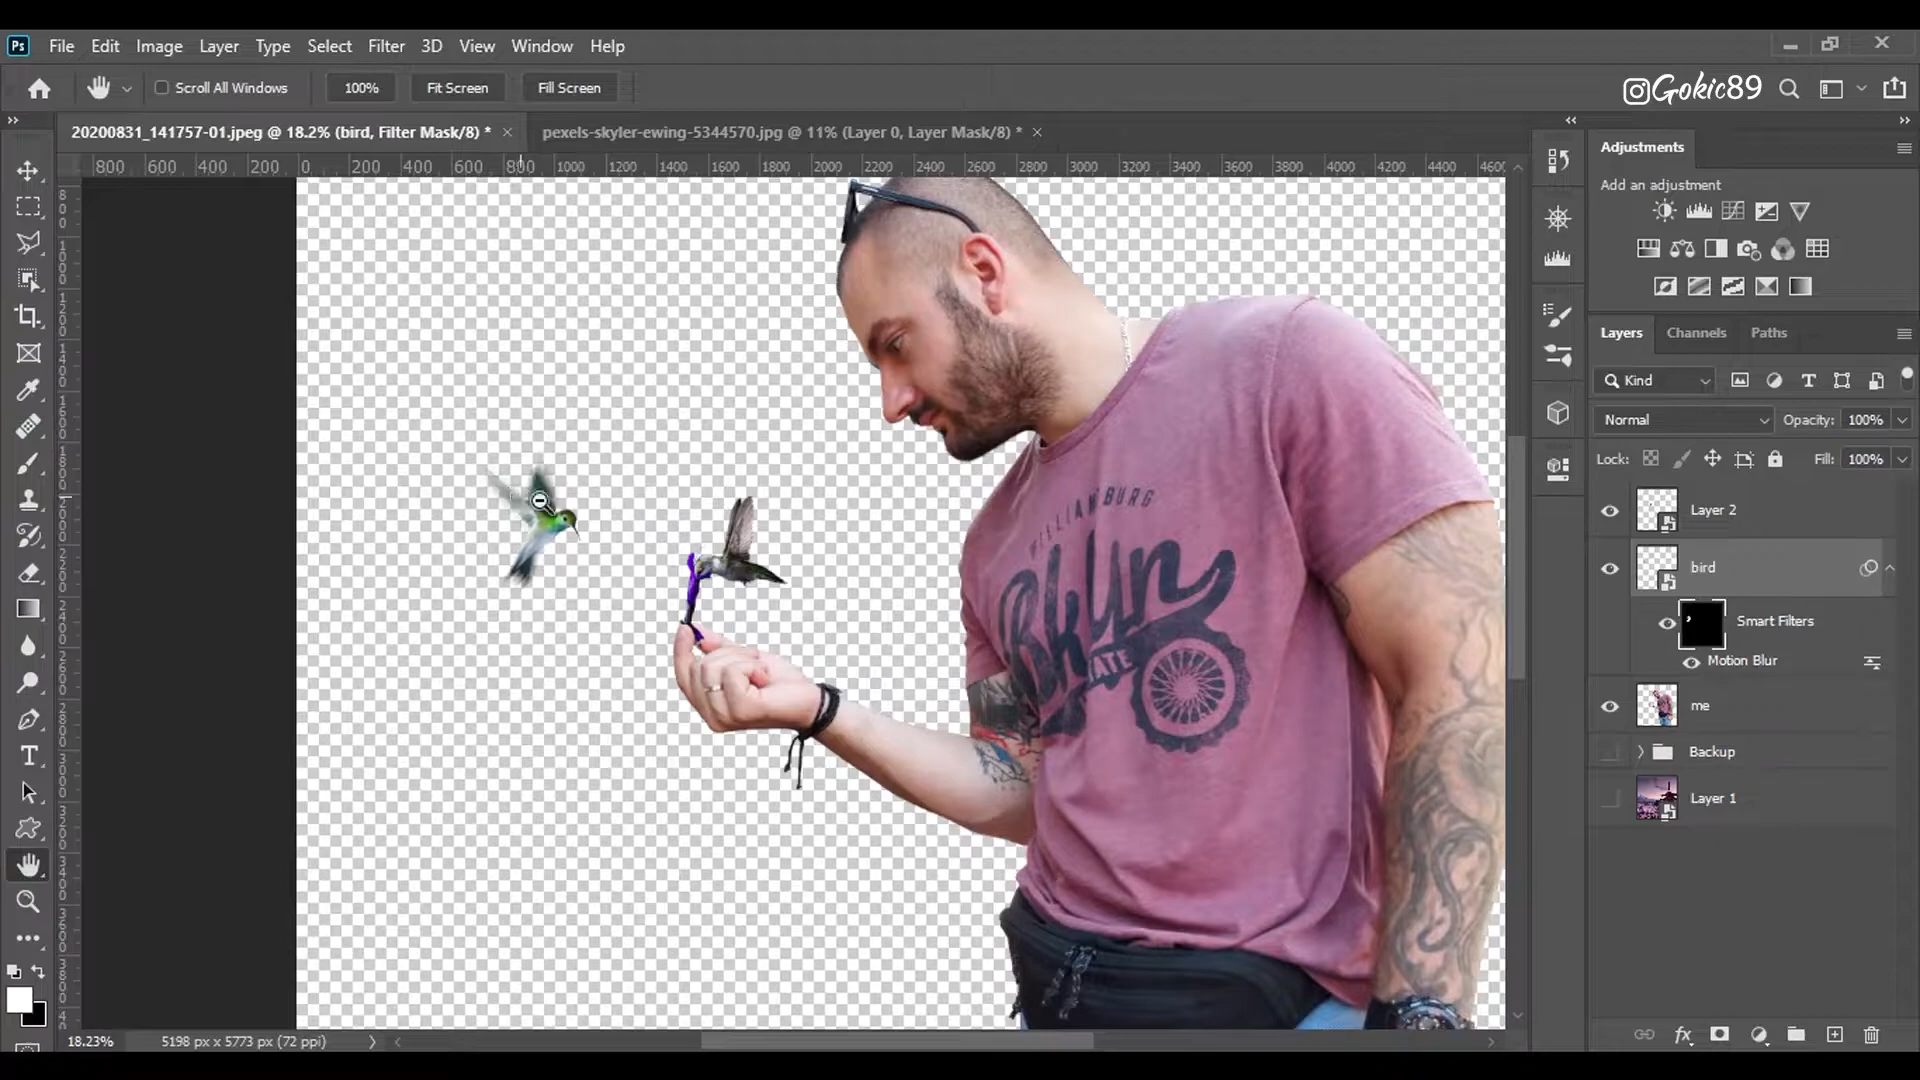 Ps File Edit Image Layer Type Select Filter 3D View Window Help
Scroll All Windows 100% Fit Screen Fill Screen
Gokic89
20200831_141757-01.jpeg @ 18.2% (bird, Filter Mask/8) *
pexels-skyler-ewing-5344570.jpg @ 11% (Layer 0, Layer Mask/8) *
800 600 400 200 0 200 400 600 800 1000 1200 1400 1600 1800 2000 2200 2400 2600 2800 3000 3200 3400 3600 3800 4000 4200 4400 4600
Adjustments
Add an adjustment
Layers Channels Paths
Kind
Normal Opacity: 100%
Lock: Fill: 100%
Layer 2
bird
Smart Filters
Motion Blur
me
Backup
Layer 1
WILLIAMSBURG
Bklyn
18.23% 5198 px x 5773 px (72 ppi)
fx